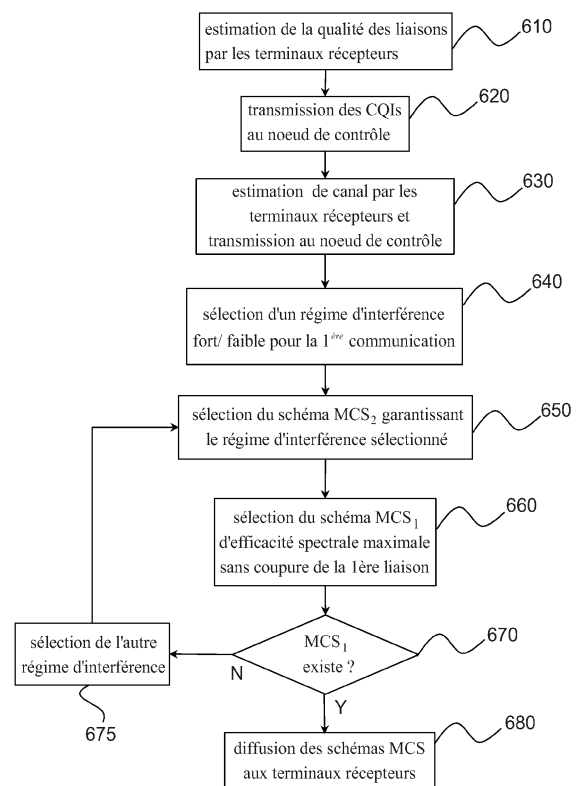 estimation de la qualité des liaisons
par les terminaux récepteurs
610
transmission des CQIs
au noeud de contrôle
620
estimation de canal par les
terminaux récepteurs et
transmission au noeud de contrôle
630
sélection d'un régime d'interférence
fort/ faible pour la 1ère communication
640
sélection du schéma MCS2 garantissant
le régime d'interférence sélectionné
650
sélection du schéma MCS1
d'efficacité spectrale maximale
sans coupure de la 1ère liaison
660
MCS1
existe ?
670
N
Y
sélection de l'autre
régime d'interférence
675
diffusion des schémas MCS
aux terminaux récepteurs
680